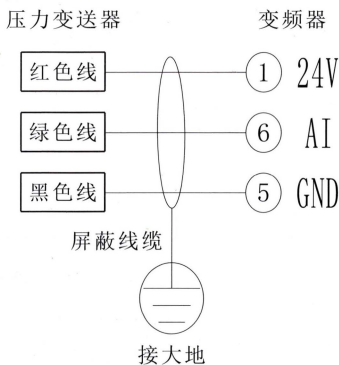 压力变送器 变频器
红色线 1 24V
绿色线 6 AI
黑色线 5 GND
屏蔽线缆
接大地